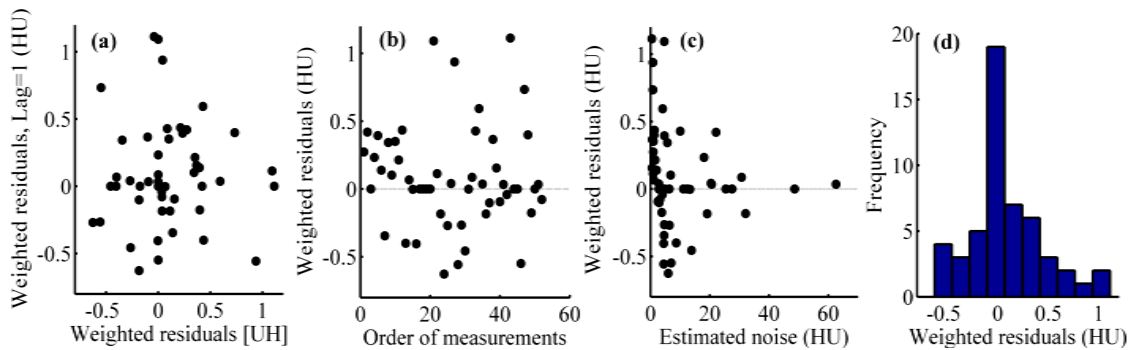 (a)
Weighted residuals, Lag=1 (HU)
1
0.5
0
-0.5
-0.5 0 0.5 1
Weighted residuals [UH]
(b)
Weighted residuals (HU)
1
0.5
0
-0.5
0 20 40 60
Order of measurements
(c)
Weighted residuals (HU)
1
0.5
0
-0.5
0 20 40 60
Estimated noise (HU)
(d)
Frequency
20
15
10
5
0
-0.5 0 0.5 1
Weighted residuals (HU)